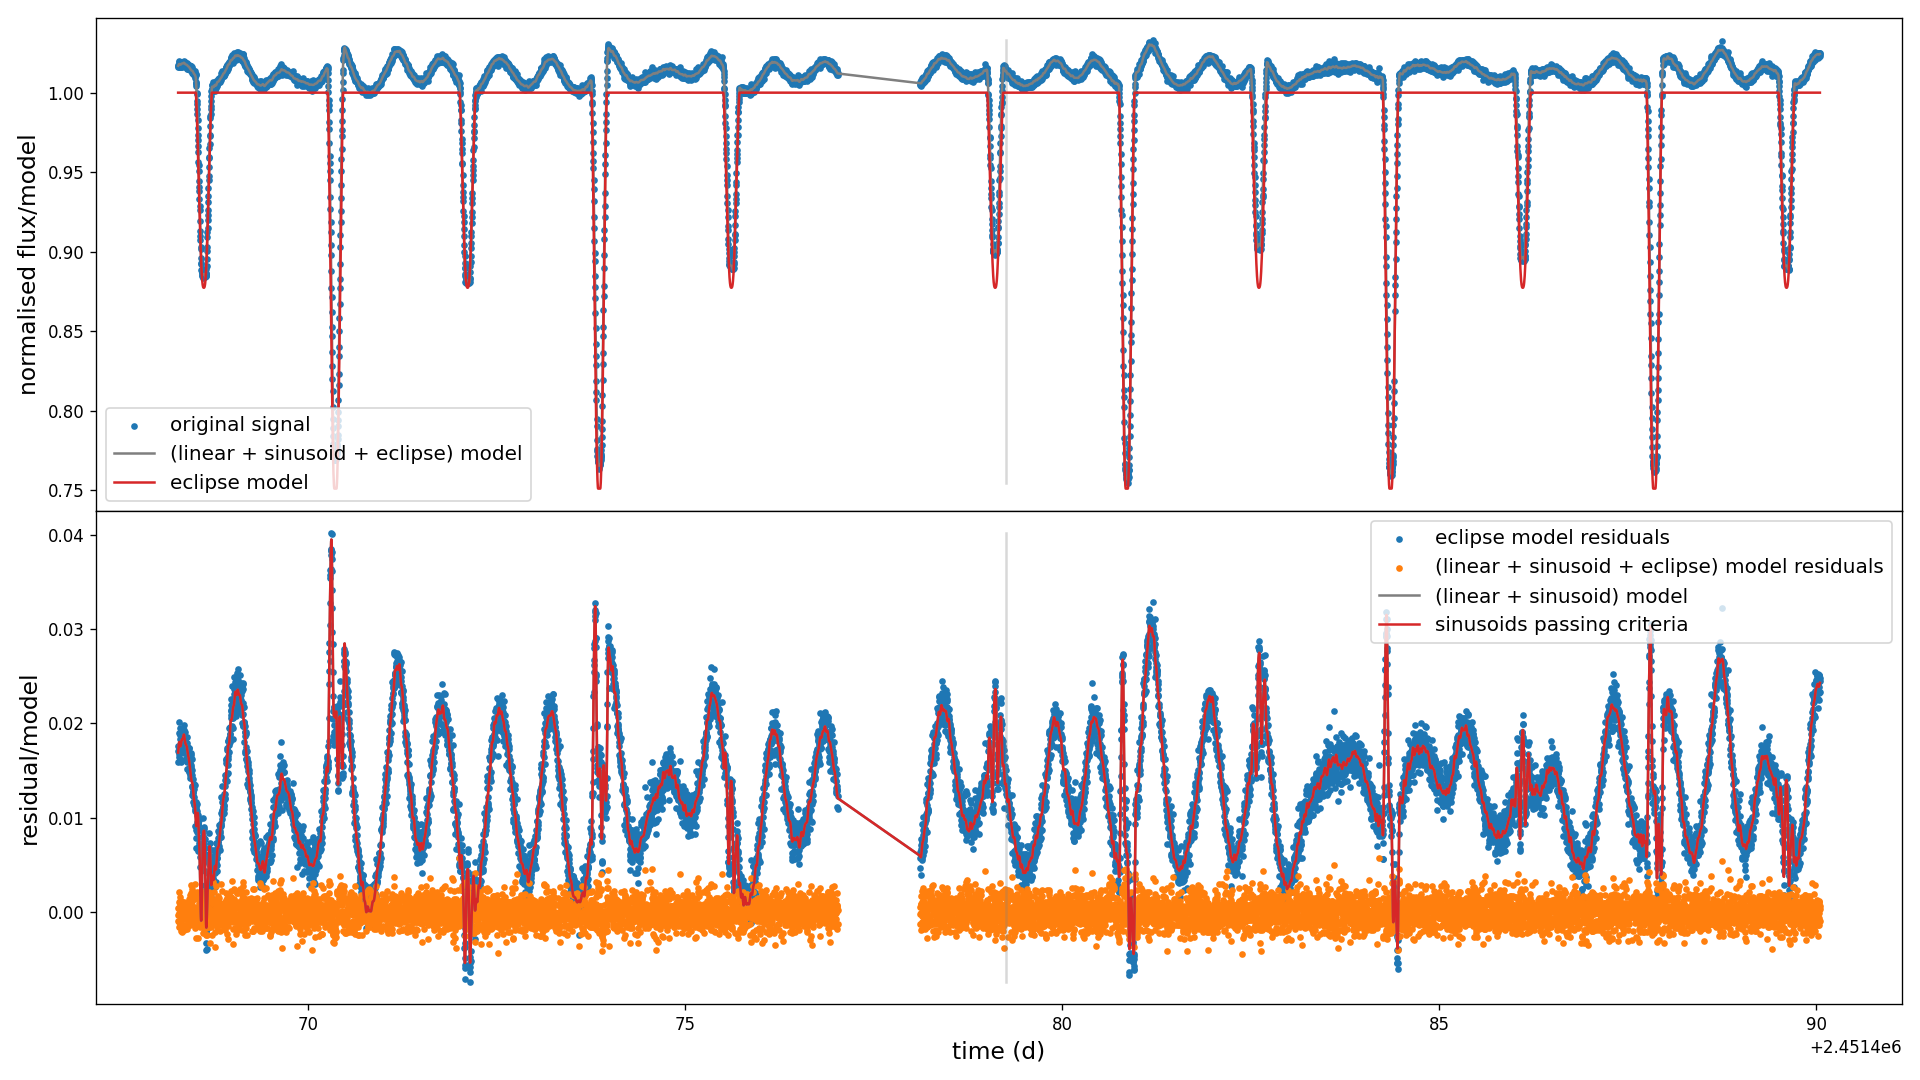 normalised flux/model
1.00
0.95
0.90
0.85
0.80
0.75
original signal
(linear + sinusoid + eclipse) model
eclipse model
residual/model
0.04
0.03
0.02
0.01
0.00
eclipse model residuals
(linear + sinusoid + eclipse) model residuals
(linear + sinusoid) model
sinusoids passing criteria
70
75
80
85
90
time (d)
+2.4514e6